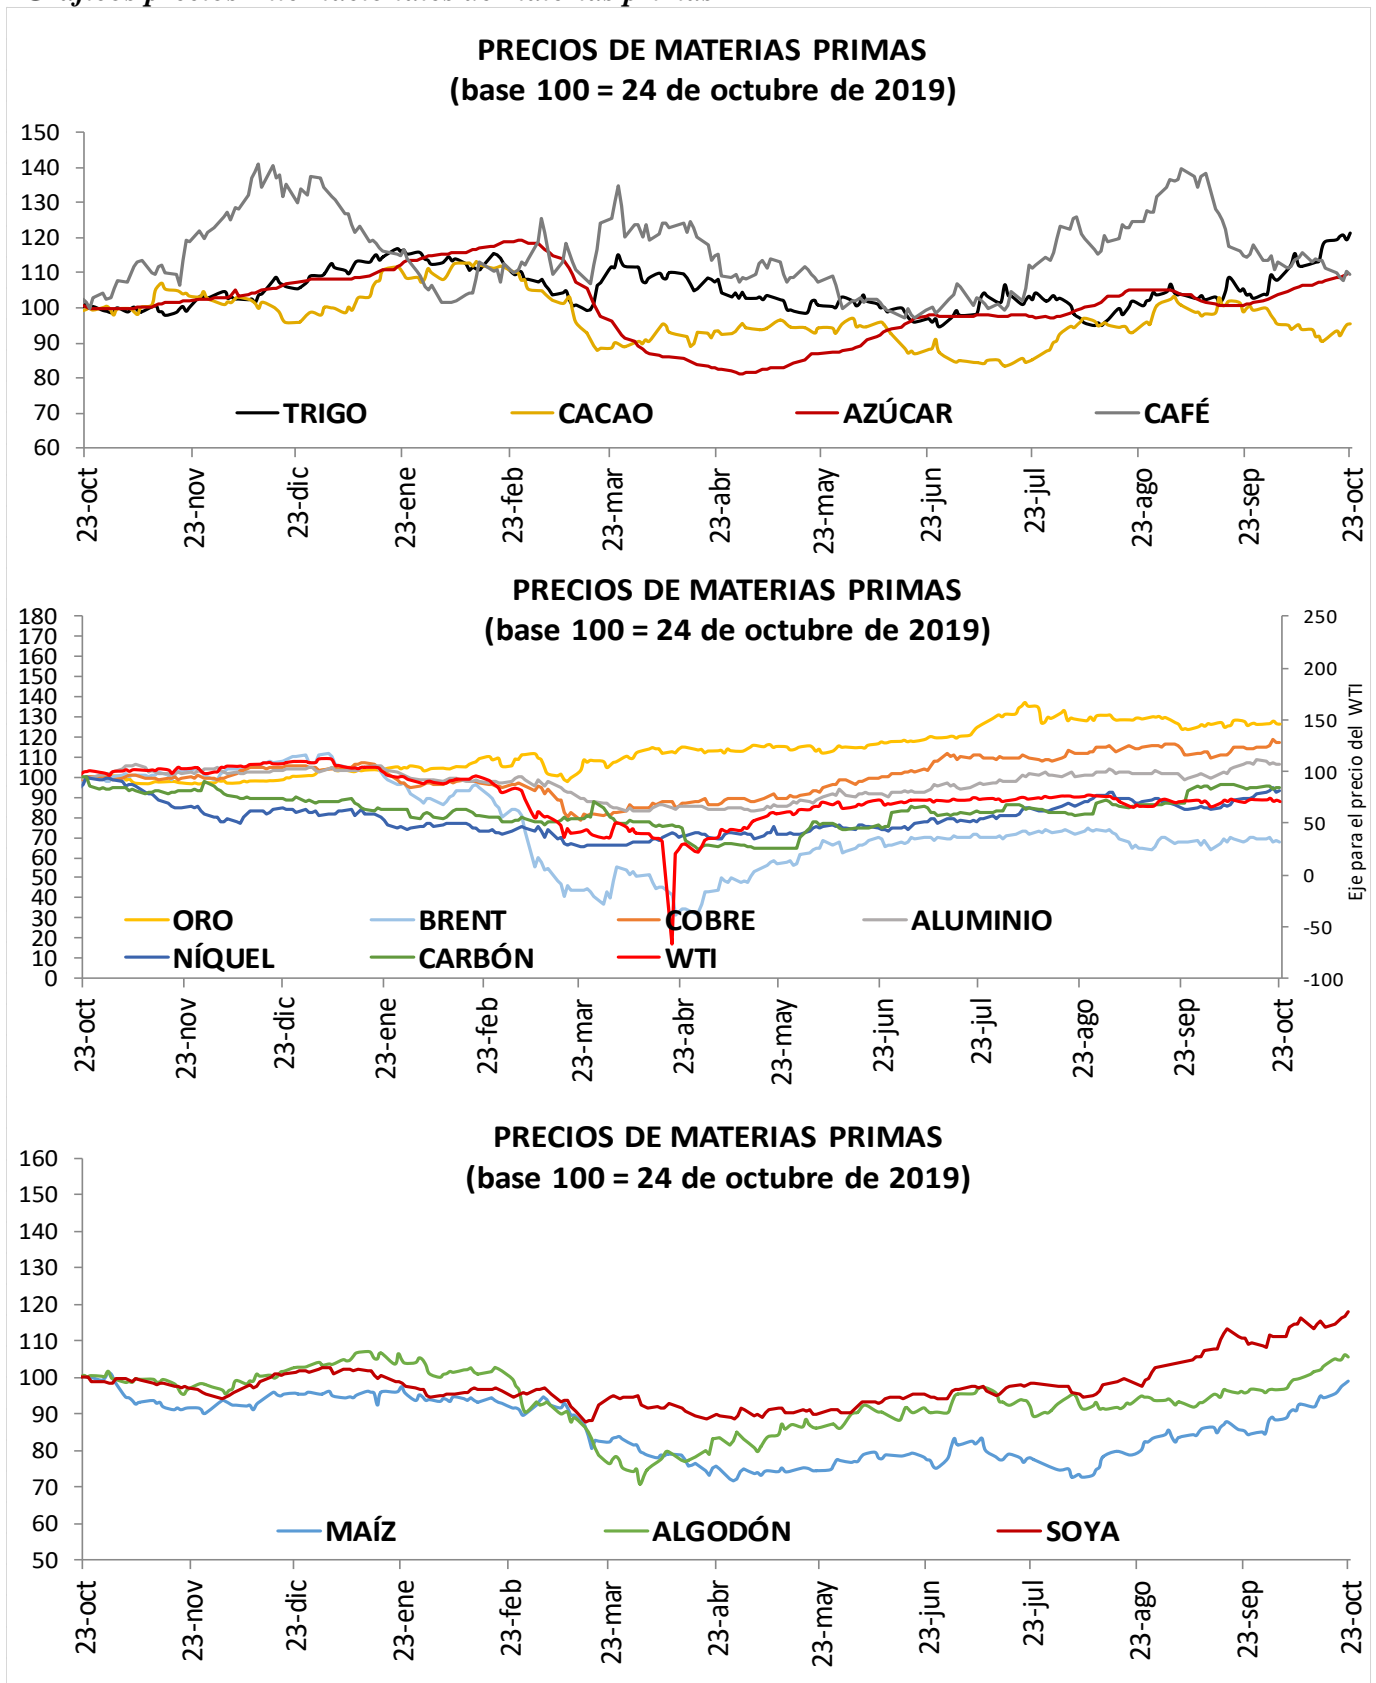 Gráficos precios internacionales de materias primas
PRECIOS DE MATERIAS PRIMAS
(base 100 = 24 de octubre de 2019)
150
140
130
120
110
100
90
80
70
60
TRIGO
CACAO
AZÚCAR
CAFÉ
23-oct
23-nov
23-dic
23-ene
23-feb
23-mar
23-abr
23-may
23-jun
23-jul
23-ago
23-sep
23-oct
PRECIOS DE MATERIAS PRIMAS
(base 100 = 24 de octubre de 2019)
180
170
160
150
140
130
120
110
100
90
80
70
60
50
40
30
20
10
0
250
200
150
100
50
0
-50
-100
Eje para el precio del WTI
ORO
BRENT
COBRE
ALUMINIO
NÍQUEL
CARBÓN
WTI
23-oct
23-nov
23-dic
23-ene
23-feb
23-mar
23-abr
23-may
23-jun
23-jul
23-ago
23-sep
23-oct
PRECIOS DE MATERIAS PRIMAS
(base 100 = 24 de octubre de 2019)
160
150
140
130
120
110
100
90
80
70
60
50
MAÍZ
ALGODÓN
SOYA
23-oct
23-nov
23-dic
23-ene
23-feb
23-mar
23-abr
23-may
23-jun
23-jul
23-ago
23-sep
23-oct